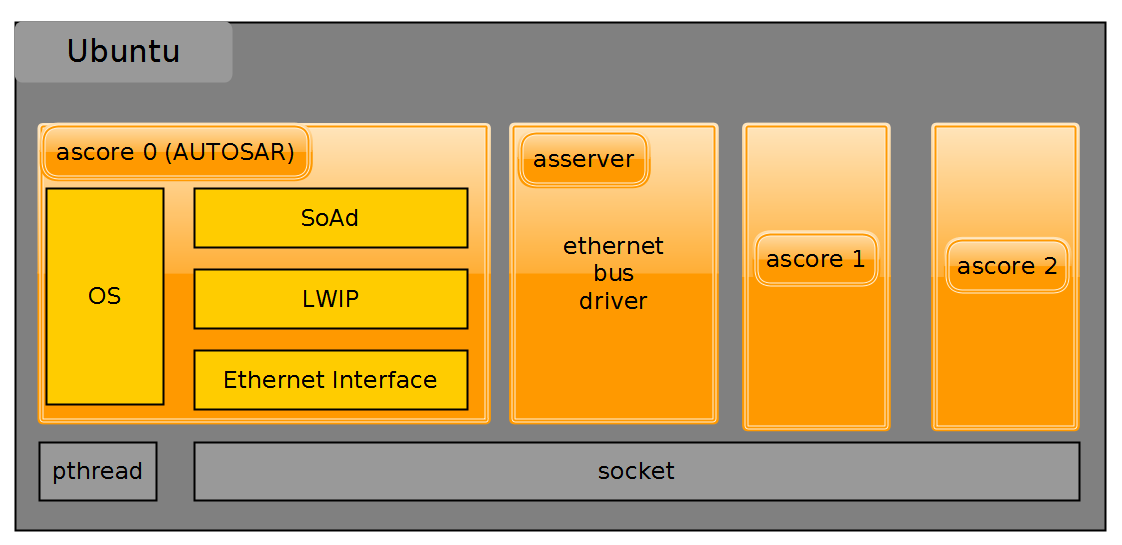 Ubuntu
ascore 0 (AUTOSAR)
OS
SoAd
LWIP
Ethernet Interface
asserver
ethernet
bus
driver
ascore 1
ascore 2
pthread
socket